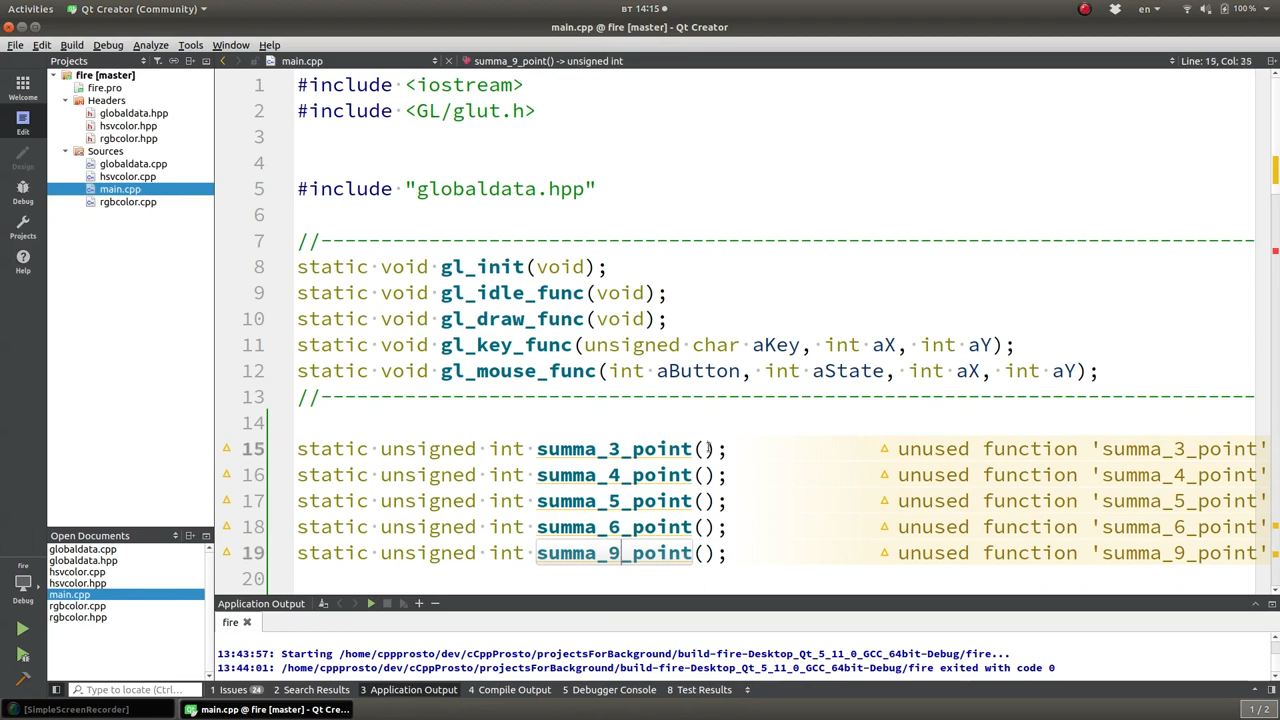 Activities
Qt Creator (Community)
вт 14:15
en
100 %
main.cpp @ fire [master] - Qt Creator
File Edit Build Debug Analyze Tools Window Help
Projects
main.cpp
summa_9_point() -> unsigned int
Line: 19, Col: 35
Welcome
Edit
Design
Debug
Projects
Help
fire
Debug
fire [master]
fire.pro
Headers
globaldata.hpp
hsvcolor.hpp
rgbcolor.hpp
Sources
globaldata.cpp
hsvcolor.cpp
main.cpp
rgbcolor.cpp
Open Documents
globaldata.cpp
globaldata.hpp
hsvcolor.cpp
hsvcolor.hpp
main.cpp
rgbcolor.cpp
rgbcolor.hpp
1 #include <iostream>
2 #include <GL/glut.h>
3
4
5 #include "globaldata.hpp"
6
7 //------------------------------------------------------------------------------
8 static void gl_init(void);
9 static void gl_idle_func(void);
10 static void gl_draw_func(void);
11 static void gl_key_func(unsigned char aKey, int aX, int aY);
12 static void gl_mouse_func(int aButton, int aState, int aX, int aY);
13 //------------------------------------------------------------------------------
14
15 static unsigned int summa_3_point(); unused function 'summa_3_point'
16 static unsigned int summa_4_point(); unused function 'summa_4_point'
17 static unsigned int summa_5_point(); unused function 'summa_5_point'
18 static unsigned int summa_6_point(); unused function 'summa_6_point'
19 static unsigned int summa_9_point(); unused function 'summa_9_point'
20
Application Output
fire
13:43:57: Starting /home/cppprosto/dev/cCppProsto/projectsForBackground/build-fire-Desktop_Qt_5_11_0_GCC_64bit-Debug/fire...
13:44:01: /home/cppprosto/dev/cCppProsto/projectsForBackground/build-fire-Desktop_Qt_5_11_0_GCC_64bit-Debug/fire exited with code 0
Type to locate (Ctrl...
1 Issues 24
2 Search Results
3 Application Output
4 Compile Output
5 Debugger Console
8 Test Results
[SimpleScreenRecorder]
main.cpp @ fire [master] - Qt Cre...
1 / 2